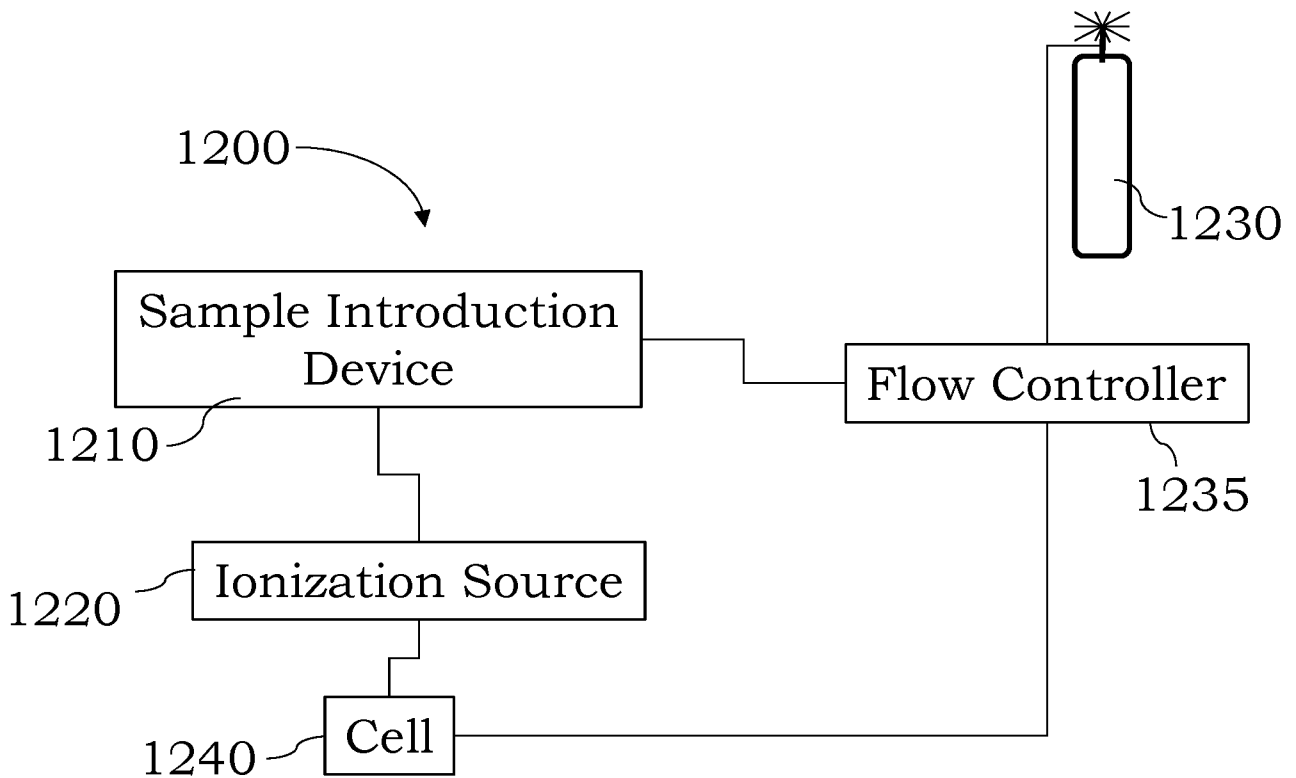 1200
1230
Sample Introduction
Device
Flow Controller
1210
1235
Ionization Source
1220
Cell
1240